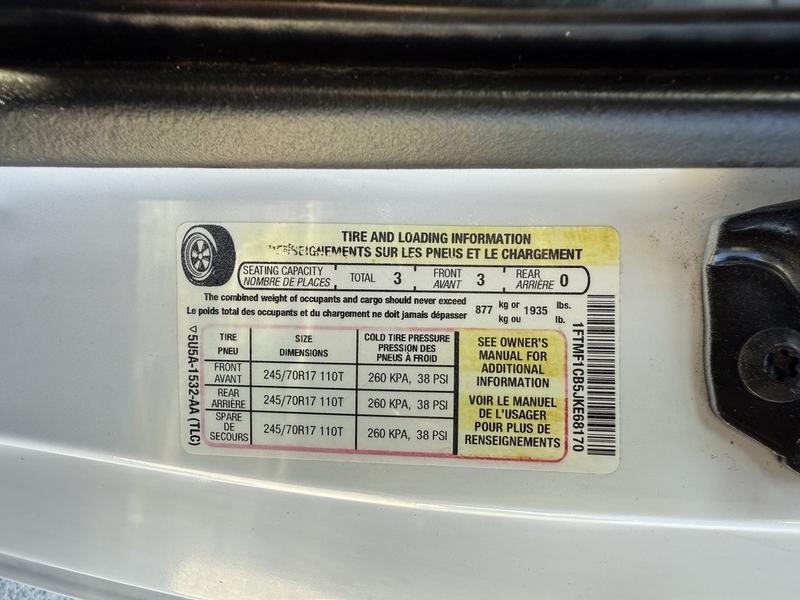 TIRE AND LOADING INFORMATION
RENSEIGNEMENTS SUR LES PNEUS ET LE CHARGEMENT
SEATING CAPACITY TOTAL 3 FRONT 3 REAR 0
NOMBRE DE PLACES AVANT ARRIÈRE
The combined weight of occupants and cargo should never exceed 877 kg or 1935 lbs.
Le poids total des occupants et du chargement ne doit jamais dépasser kg ou lb.
TIRE SIZE COLD TIRE PRESSURE
PNEU DIMENSIONS PRESSION DES
PNEUS À FROID
FRONT
AVANT 245/70R17 110T 260 KPA, 38 PSI
REAR
ARRIÈRE 245/70R17 110T 260 KPA, 38 PSI
SPARE
DE
SECOURS 245/70R17 110T 260 KPA, 38 PSI
SEE OWNER'S
MANUAL FOR
ADDITIONAL
INFORMATION
VOIR LE MANUEL
DE L'USAGER
POUR PLUS DE
RENSEIGNEMENTS
5U5A-1532-AA (TLC)
1FTMF1CB5JKE68170